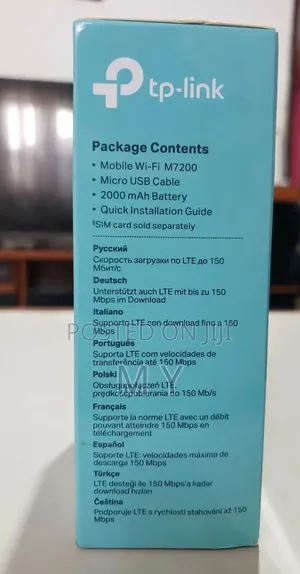 tp-link
Package Contents
• Mobile Wi-Fi M7200
• Micro USB Cable
• 2000 mAh Battery
• Quick Installation Guide
§SIM card sold separately
Русский
Скорость загрузки по LTE до 150
Мбит/с
Deutsch
Unterstützt auch LTE mit bis zu 150
Mbps im Download
Italiano
Supporto LTE con download fino a 150
Mbps
POSTED ON JIJI
Português
Suporta LTE com velocidades de
transferência até 150 Mbps
M Y
Polski
LTE,
do 150 Mb/s
Français
Supporte la norme LTE avec un débit
pouvant atteindre 150 Mbps en
téléchargement
Español
Soporte LTE: velocidades máxima de
descarga 150 Mbps
Türkçe
LTE desteği ile 150 Mbps'a kadar
download hızları
Čeština
Podporuje LTE s rychlostí stahování až 150
Mbps